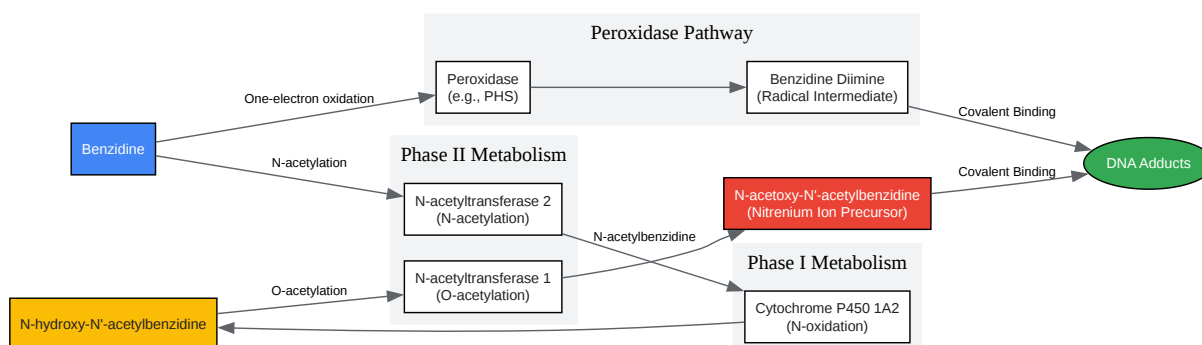 Peroxidase Pathway
Peroxidase
(e.g., PHS)
Benzidine Diimine
(Radical Intermediate)
One-electron oxidation
Covalent Binding
Benzidine
Phase II Metabolism
N-acetylation
DNA Adducts
Covalent Binding
N-acetyltransferase 2
(N-acetylation)
N-acetoxy-N'-acetylbenzidine
(Nitrenium Ion Precursor)
N-acetylbenzidine
Phase I Metabolism
N-acetyltransferase 1
(O-acetylation)
O-acetylation
Cytochrome P450 1A2
(N-oxidation)
N-hydroxy-N'-acetylbenzidine